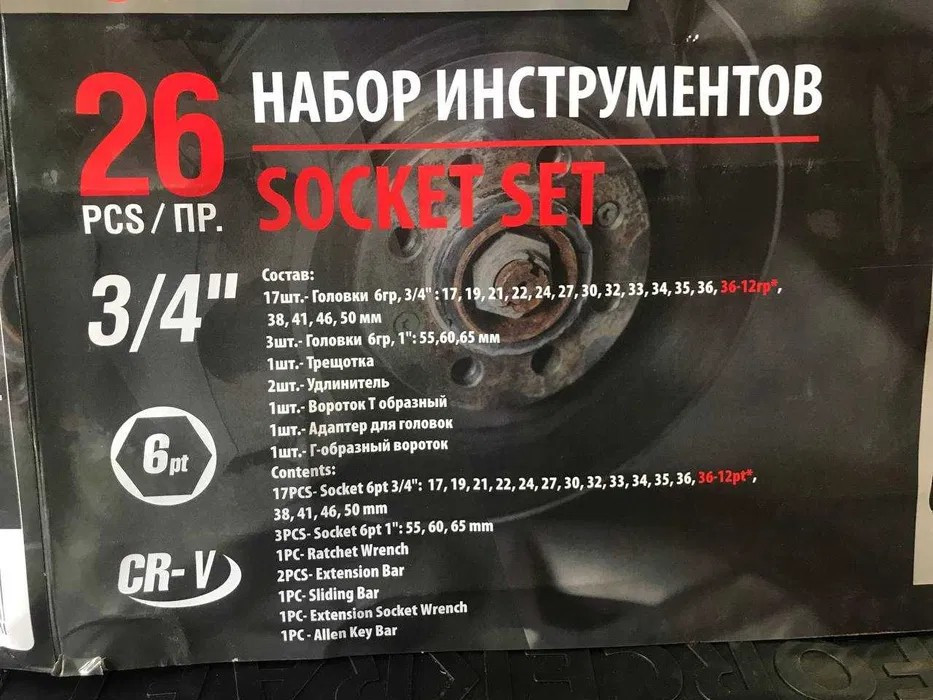 26
PCS / ПР.
НАБОР ИНСТРУМЕНТОВ
SOCKET SET
3/4"
6pt
CR-V
Состав:
17шт.- Головки 6гр, 3/4" : 17, 19, 21, 22, 24, 27, 30, 32, 33, 34, 35, 36, 36-12гр*,
38, 41, 46, 50 мм
3шт.- Головки 6гр, 1": 55,60,65 мм
1шт.- Трещотка
2шт.- Удлинитель
1шт.- Вороток Т образный
1шт.- Адаптер для головок
1шт.- Г-образный вороток
Contents:
17PCS- Socket 6pt 3/4": 17, 19, 21, 22, 24, 27, 30, 32, 33, 34, 35, 36, 36-12pt*,
38, 41, 46, 50 mm
3PCS- Socket 6pt 1": 55, 60, 65 mm
1PC- Ratchet Wrench
2PCS- Extension Bar
1PC- Sliding Bar
1PC- Extension Socket Wrench
1PC - Allen Key Bar